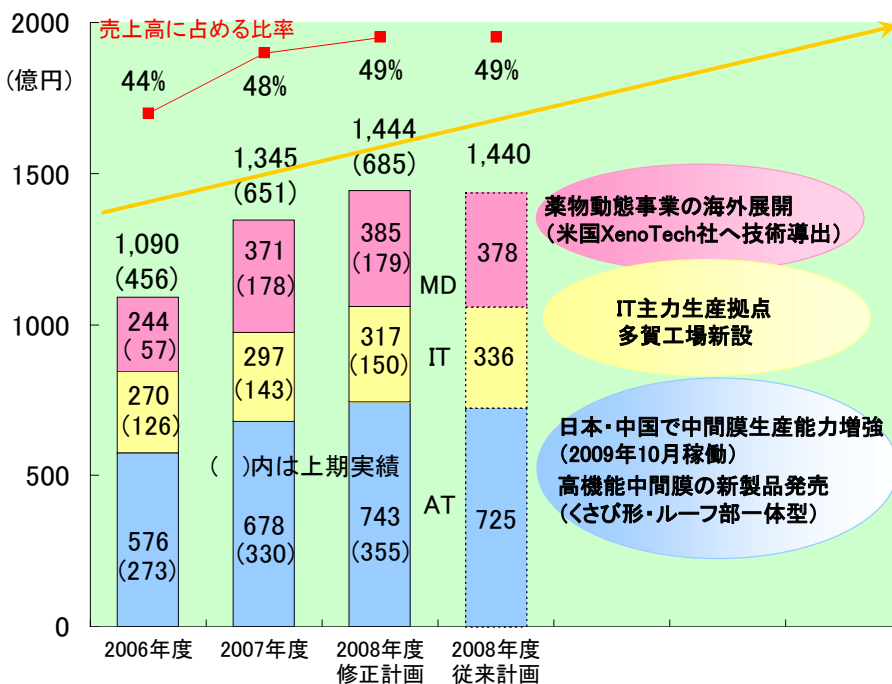 2000
(億円)
1500
1000
500
0
売上高に占める比率
44%
48%
49%
49%
1,090
(456)
244
( 57)
270
(126)
576
(273)
1,345
(651)
371
(178)
297
(143)
678
(330)
1,444
(685)
385
(179)
317
(150)
743
(355)
1,440
378
336
725
MD
IT
AT
( )内は上期実績
薬物動態事業の海外展開
(米国XenoTech社へ技術導出)
IT主力生産拠点
多賀工場新設
日本・中国で中間膜生産能力増強
(2009年10月稼働)
高機能中間膜の新製品発売
(くさび形・ルーフ部一体型)
2006年度
2007年度
2008年度
修正計画
2008年度
従来計画